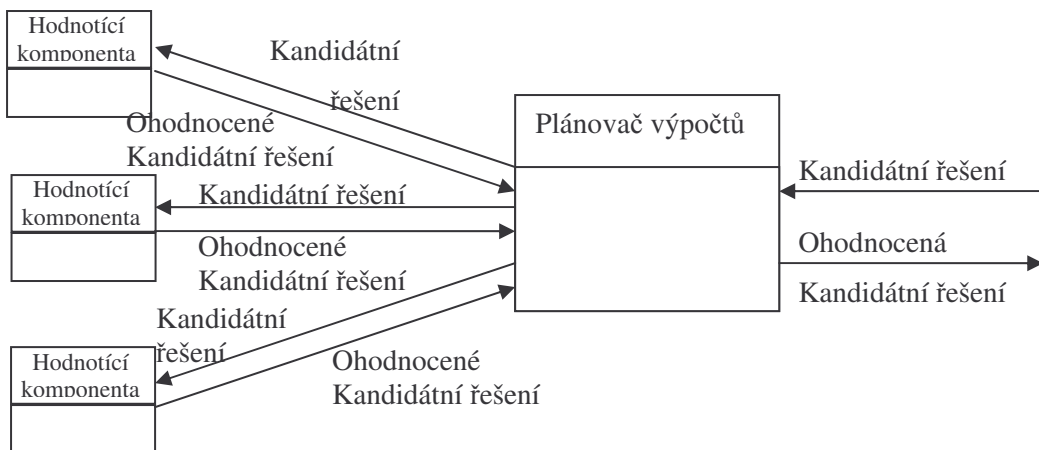 Hodnotící
komponenta
Kandidátní
řešení
Ohodnocené
Kandidátní řešení
Plánovač výpočtů
Kandidátní řešení
Ohodnocená
Kandidátní řešení
Hodnotící
komponenta
Kandidátní řešení
Ohodnocené
Kandidátní řešení
Kandidátní
řešení
Hodnotící
komponenta
Ohodnocené
Kandidátní řešení